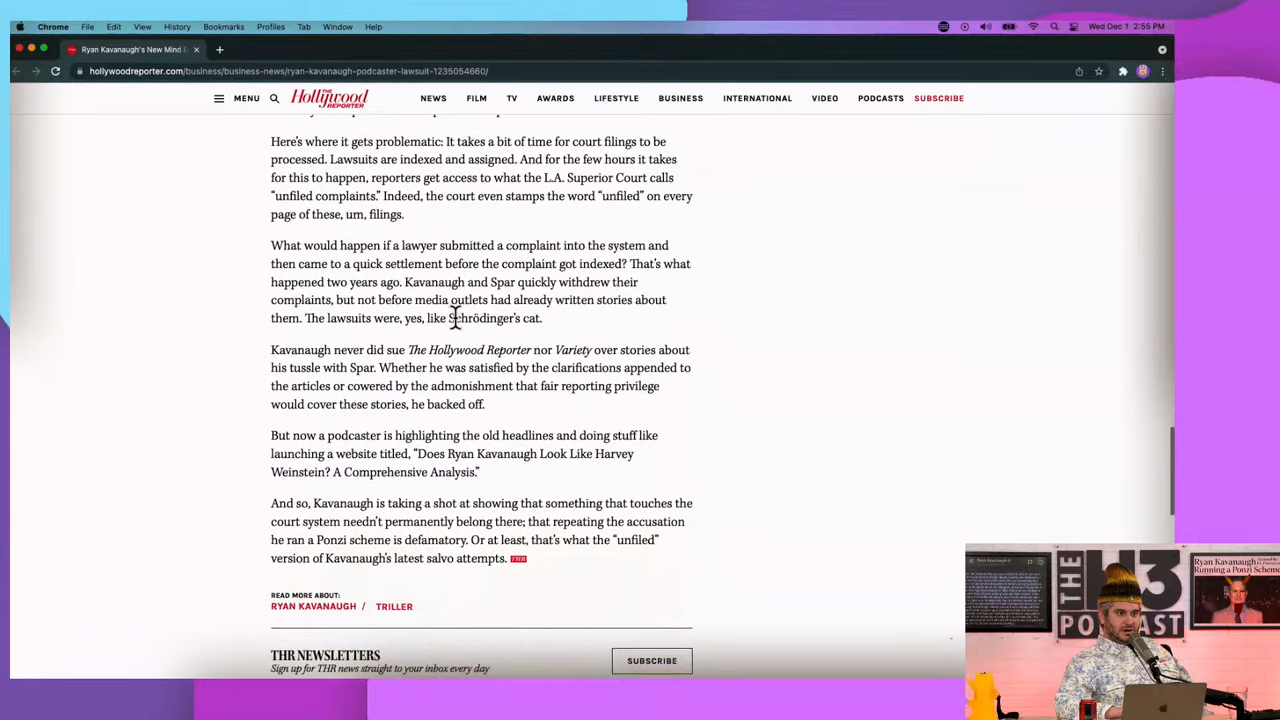 Chrome File Edit View History Bookmarks Profiles Tab Window Help Wed Dec 1 2:55 PM
Ryan Kavanaugh's New Mind
hollywoodreporter.com/business/business-news/ryan-kavanaugh-podcaster-lawsuit-1235054660/
MENU THE Hollywood REPORTER NEWS FILM TV AWARDS LIFESTYLE BUSINESS INTERNATIONAL VIDEO PODCASTS SUBSCRIBE
Here's where it gets problematic: It takes a bit of time for court filings to be
processed. Lawsuits are indexed and assigned. And for the few hours it takes
for this to happen, reporters get access to what the L.A. Superior Court calls
“unfiled complaints.” Indeed, the court even stamps the word “unfiled” on every
page of these, um, filings.
What would happen if a lawyer submitted a complaint into the system and
then came to a quick settlement before the complaint got indexed? That's what
happened two years ago. Kavanaugh and Spar quickly withdrew their
complaints, but not before media outlets had already written stories about
them. The lawsuits were, yes, like Schrödinger's cat.
Kavanaugh never did sue The Hollywood Reporter nor Variety over stories about
his tussle with Spar. Whether he was satisfied by the clarifications appended to
the articles or cowered by the admonishment that fair reporting privilege
would cover these stories, he backed off.
But now a podcaster is highlighting the old headlines and doing stuff like
launching a website titled, “Does Ryan Kavanaugh Look Like Harvey
Weinstein? A Comprehensive Analysis.”
And so, Kavanaugh is taking a shot at showing that something that touches the
court system needn't permanently belong there; that repeating the accusation
he ran a Ponzi scheme is defamatory. Or at least, that's what the “unfiled”
version of Kavanaugh's latest salvo attempts. THR
READ MORE ABOUT:
RYAN KAVANAUGH / TRILLER
THR NEWSLETTERS
Sign up for THR news straight to your inbox every day
SUBSCRIBE
THE H3
PODCAST
Ryan Kavanaugh
Running a Ponzi Scheme